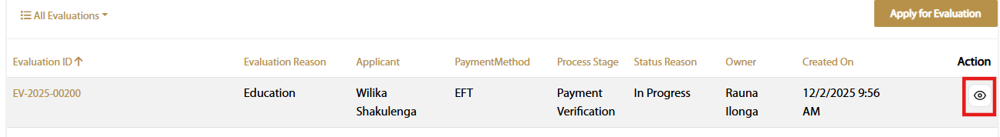 All Evaluations
Apply for Evaluation
Evaluation ID Evaluation Reason Applicant PaymentMethod Process Stage Status Reason Owner Created On Action
EV-2025-00200 Education Wilika EFT Payment In Progress Rauna 12/2/2025 9:56
Shakulenga Verification Ilonga AM